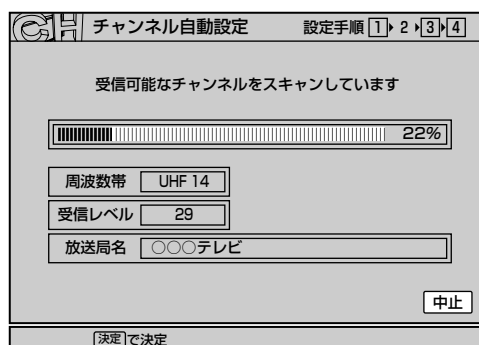 CH チャンネル自動設定 設定手順 1 2 3 4
受信可能なチャンネルをスキャンしています
22%
周波数帯 UHF 14
受信レベル 29
放送局名 ○○○テレビ
中止
決定で決定